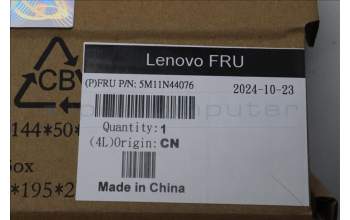 Lenovo FRU
CB
(P)FRU P/N: 5M11N44076
2024-10-23
144*50*
Quantity:1
(4L)Origin: CN
ox
*195*2
Made in China